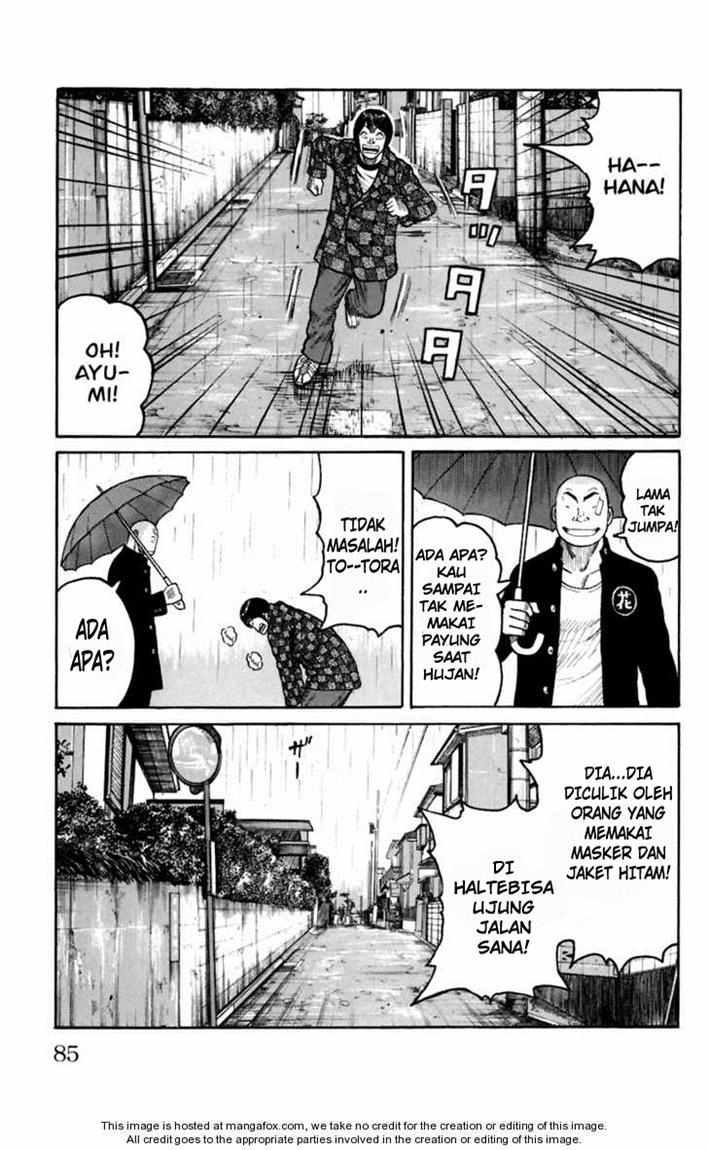 HA--
HANA!
タ
ッ
タ
タ
OH!
AYU-
MI!
LAMA
TAK
JUMPA!
花
ADA APA?
KAU
SAMPAI
TAK ME-
MAKAI
PAYUNG
SAAT
HUJAN!
TIDAK
MASALAH!
TO--TORA
..
ADA
APA?
DIA...DIA
DICULIK OLEH
ORANG YANG
MEMAKAI
MASKER DAN
JAKET HITAM!
DI
HALTEBISA
UJUNG
JALAN
SANA!
ザー
85
This image is hosted at mangafox.com, we take no credit for the creation or editing of this image.
All credit goes to the appropriate parties involved in the creation or editing of this image.